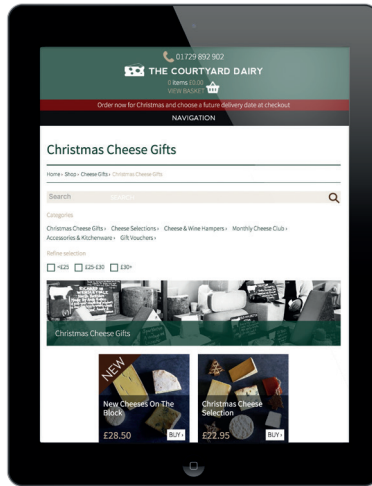 01729 892 902
THE COURTYARD DAIRY
0 items £0.00
VIEW BASKET
Order now for Christmas and choose a future delivery date at checkout
NAVIGATION
Christmas Cheese Gifts
Home › Shop › Cheese Gifts › Christmas Cheese Gifts
Search
Categories
Christmas Cheese Gifts › Cheese Selections › Cheese & Wine Hampers › Monthly Cheese Club ›
Accessories & Kitchenware › Gift Vouchers ›
Refine selection
<£25 £25-£30 £30+
Christmas Cheese Gifts
NEW
New Cheeses On The
Block
£28.50 BUY ›
Christmas Cheese
Selection
£22.95 BUY ›